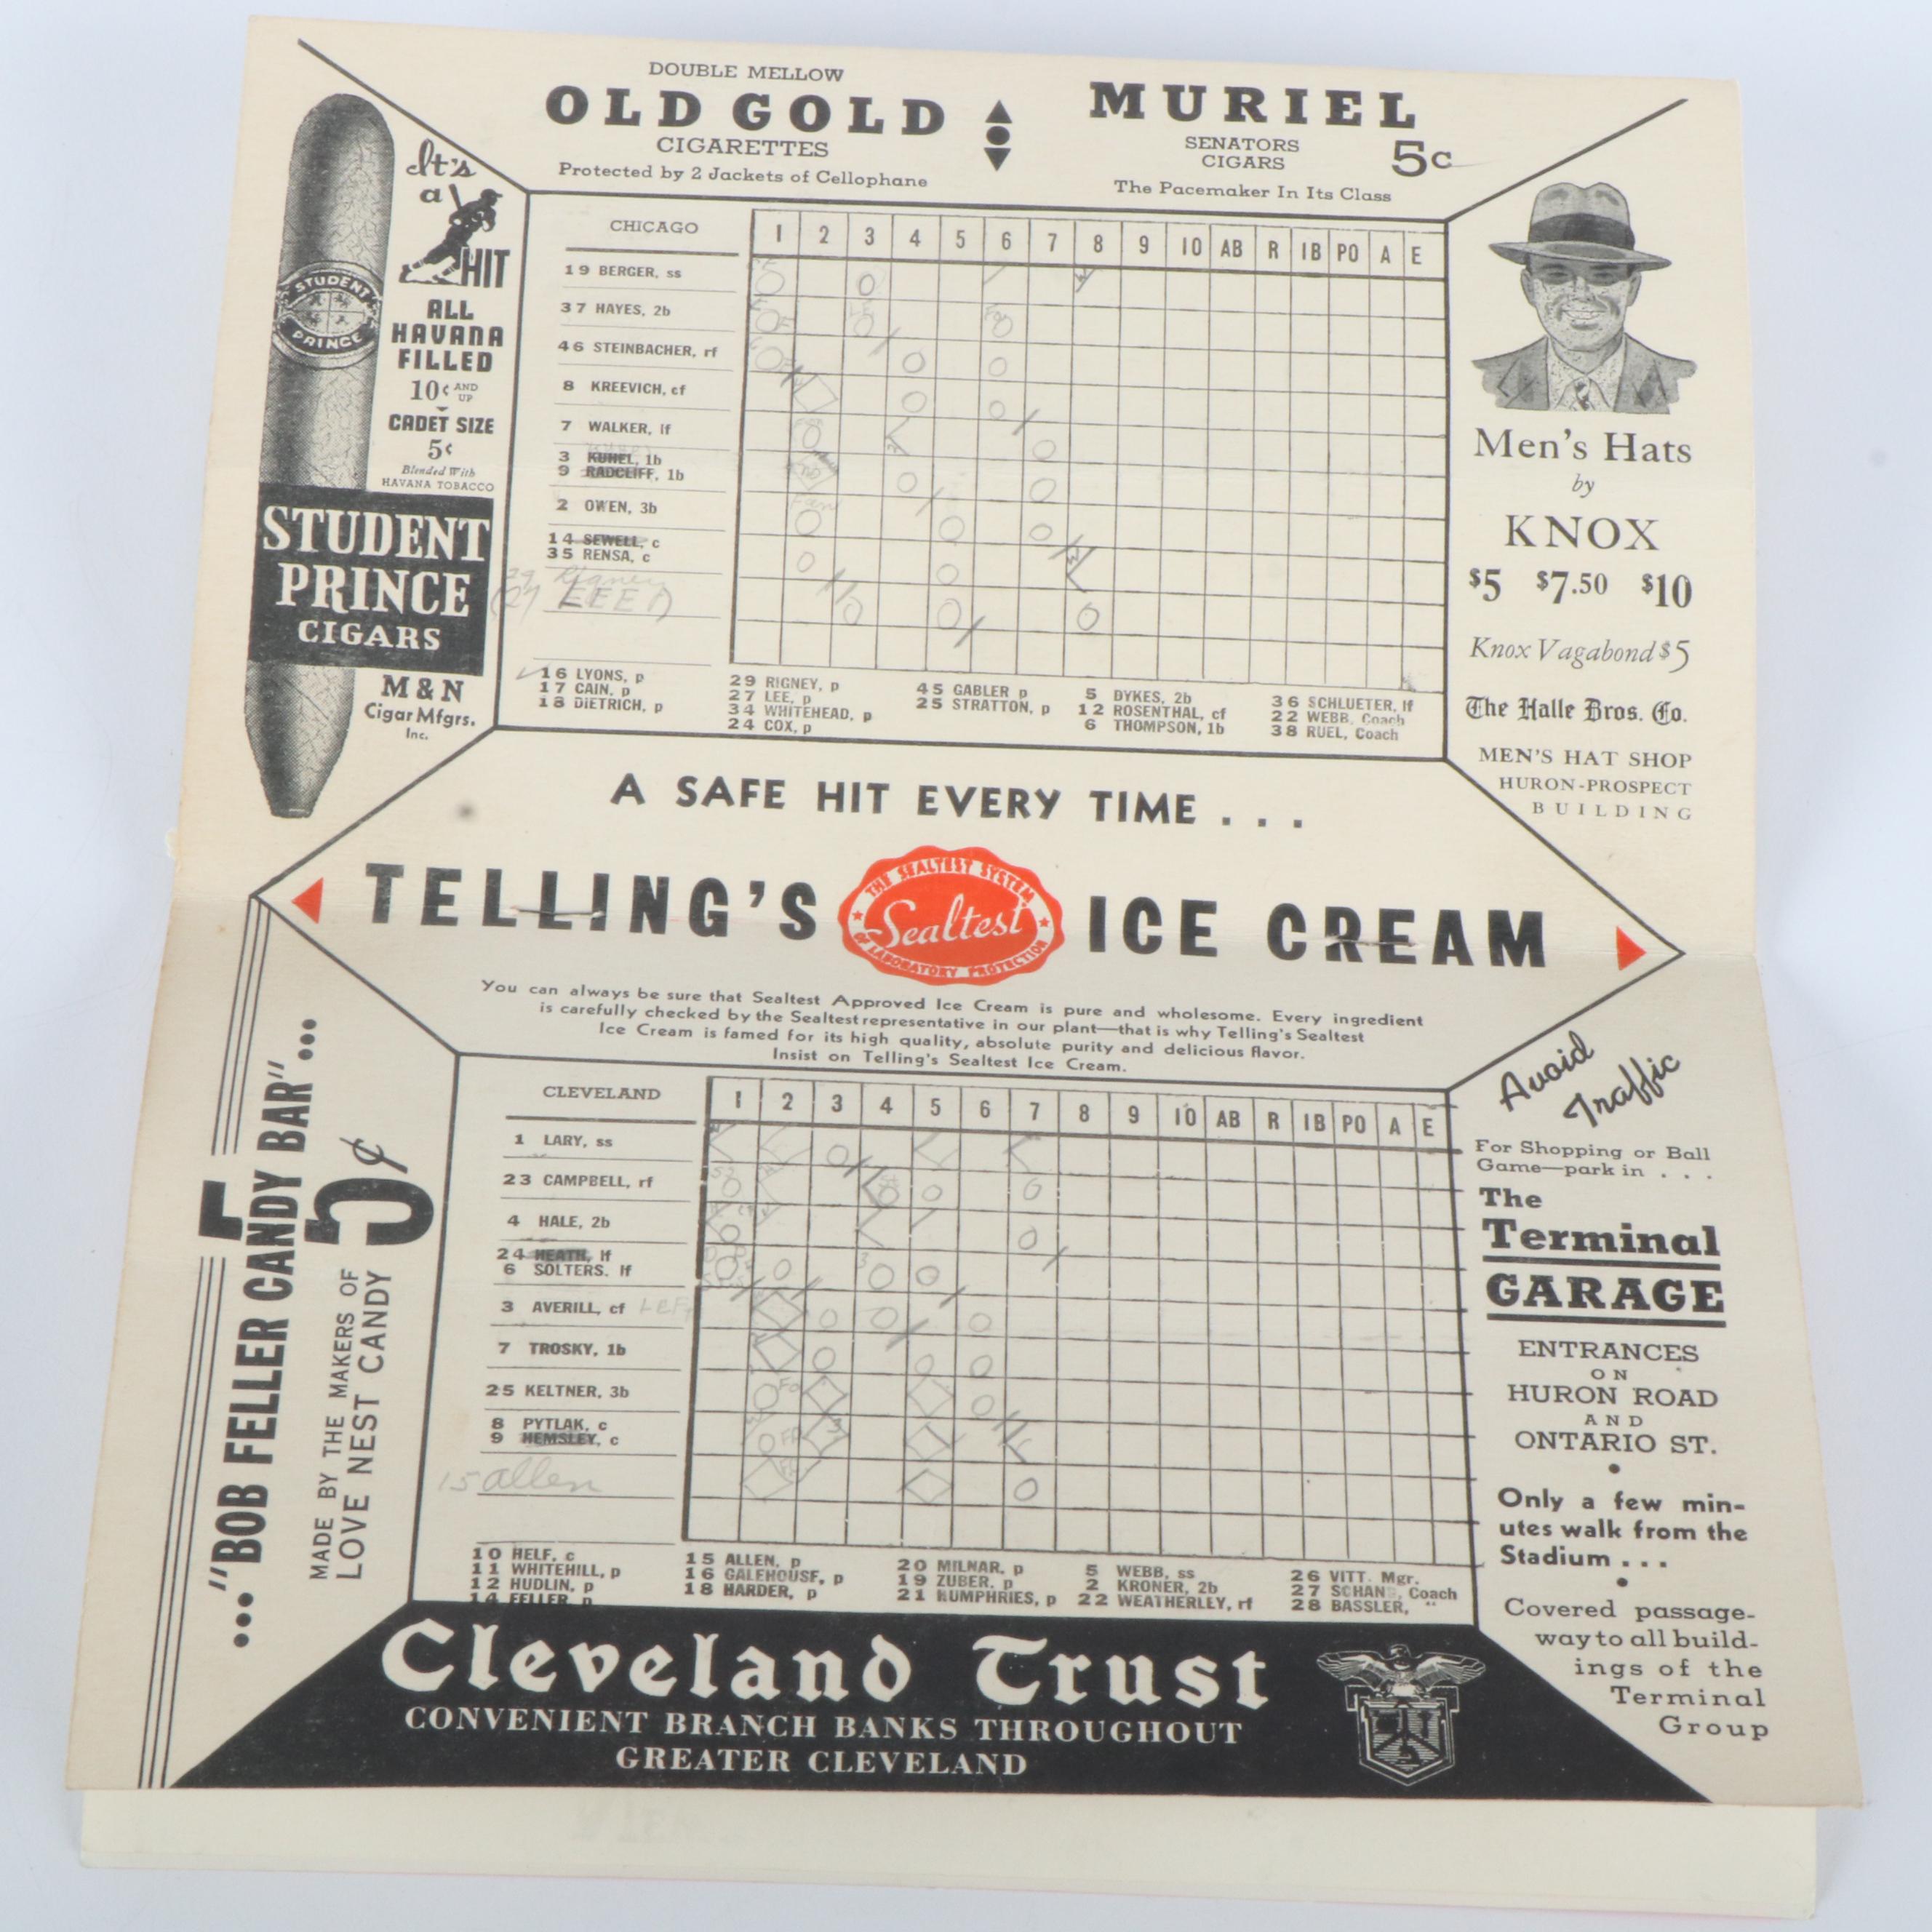 DOUBLE MELLOW
OLD GOLD
CIGARETTES
Protected by 2 Jackets of Cellophane
MURIEL
SENATORS
CIGARS
5c
The Pacemaker In Its Class
It's
a
HIT
ALL
HAVANA
FILLED
10¢ AND UP
CADET SIZE
5¢
Blended With
HAVANA TOBACCO
STUDENT
PRINCE
STUDENT
PRINCE
CIGARS
M & N
Cigar Mfgrs.
Inc.
CHICAGO 1 2 3 4 5 6 7 8 9 10 AB R IB PO A E
19 BERGER, ss
37 HAYES, 2b
46 STEINBACHER, rf
8 KREEVICH, cf
7 WALKER, lf
3 KUHEL, 1b
9 RADCLIFF, 1b
2 OWEN, 3b
14 SEWELL, c
35 RENSA, c
29 Rigney
(27 LEE)
16 LYONS, p
17 CAIN, p
18 DIETRICH, p
29 RIGNEY, p
27 LEE, p
34 WHITEHEAD, p
24 COX, p
45 GABLER p
25 STRATTON, p
5 DYKES, 2b
12 ROSENTHAL, cf
6 THOMPSON, 1b
36 SCHLUETER, lf
22 WEBB, Coach
38 RUEL, Coach
Men's Hats
by
KNOX
$5 $7.50 $10
Knox Vagabond $5
The Halle Bros. Co.
MEN'S HAT SHOP
HURON-PROSPECT
BUILDING
A SAFE HIT EVERY TIME . . .
TELLING'S
THE SEALTEST SYSTEM
Sealtest
OF LABORATORY PROTECTION
ICE CREAM
You can always be sure that Sealtest Approved Ice Cream is pure and wholesome. Every ingredient
is carefully checked by the Sealtest representative in our plant—that is why Telling's Sealtest
Ice Cream is famed for its high quality, absolute purity and delicious flavor.
Insist on Telling's Sealtest Ice Cream.
..."BOB FELLER CANDY BAR"...
5¢
5¢
MADE BY THE MAKERS OF
LOVE NEST CANDY
CLEVELAND 1 2 3 4 5 6 7 8 9 10 AB R IB PO A E
1 LARY, ss
23 CAMPBELL, rf
4 HALE, 2b
24 HEATH, lf
6 SOLTERS. lf
3 AVERILL, cf LEFT
7 TROSKY, 1b
25 KELTNER, 3b
8 PYTLAK, c
9 HEMSLEY, c
15 allen
10 HELF, c
11 WHITEHILL, p
12 HUDLIN, p
14 FELLER, p
15 ALLEN, p
16 GALEHOUSE, p
18 HARDER, p
20 MILNAR, p
19 ZUBER, p
21 HUMPHRIES, p
5 WEBB, ss
2 KRONER, 2b
22 WEATHERLEY, rf
26 VITT. Mgr.
27 SCHANG, Coach
28 BASSLER, "
Avoid
Traffic
For Shopping or Ball
Game—park in . . .
The
Terminal
GARAGE
ENTRANCES
ON
HURON ROAD
AND
ONTARIO ST.
Only a few min-
utes walk from the
Stadium . . .
Covered passage-
way to all build-
ings of the
Terminal
Group
Cleveland Trust
CONVENIENT BRANCH BANKS THROUGHOUT
GREATER CLEVELAND